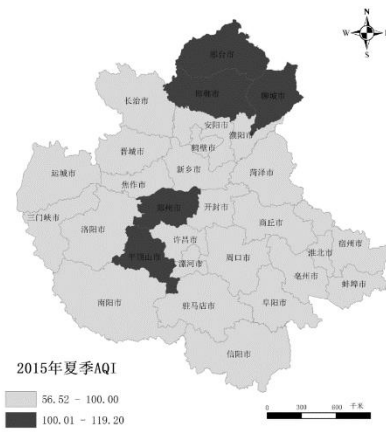 N
W E
S
邢台市
邯郸市 聊城市
长治市
安阳市
濮阳市
鹤壁市
晋城市
新乡市 菏泽市
运城市
焦作市
三门峡市 洛阳市 郑州市 开封市 商丘市
许昌市
平顶山市 漯河市 周口市 淮北市 宿州市
亳州市 蚌埠市
南阳市 驻马店市 阜阳市
信阳市
2015年夏季AQI
56.52 - 100.00
100.01 - 119.20
0 300 600 千米